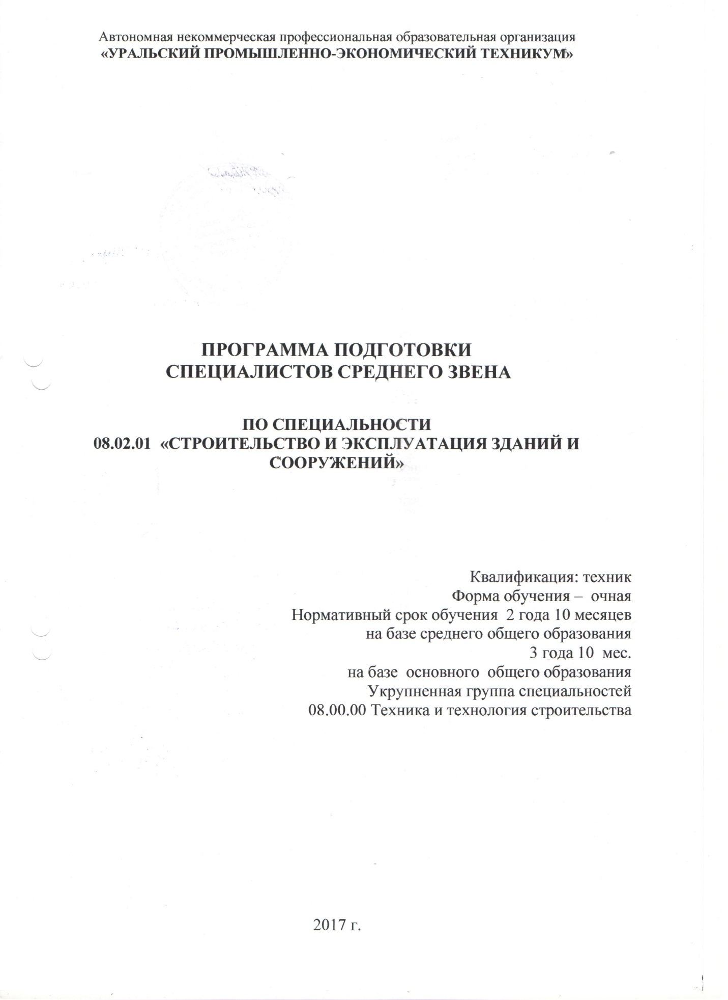 Автономная некоммерческая профессиональная образовательная организация
«УРАЛЬСКИЙ ПРОМЫШЛЕННО-ЭКОНОМИЧЕСКИЙ ТЕХНИКУМ»
ПРОГРАММА ПОДГОТОВКИ
СПЕЦИАЛИСТОВ СРЕДНЕГО ЗВЕНА
ПО СПЕЦИАЛЬНОСТИ
08.02.01 «СТРОИТЕЛЬСТВО И ЭКСПЛУАТАЦИЯ ЗДАНИЙ И
СООРУЖЕНИЙ»
Квалификация: техник
Форма обучения – очная
Нормативный срок обучения 2 года 10 месяцев
на базе среднего общего образования
3 года 10 мес.
на базе основного общего образования
Укрупненная группа специальностей
08.00.00 Техника и технология строительства
2017 г.